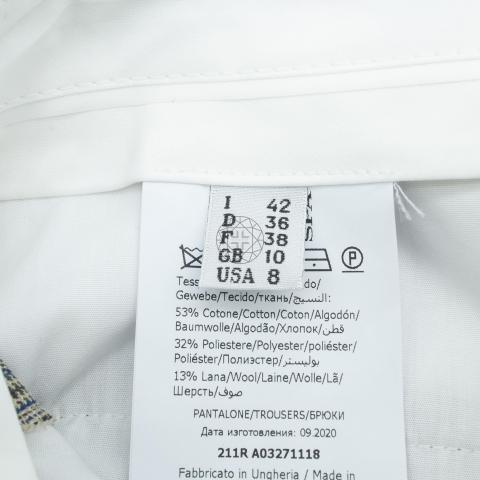 I 42
D 36
F 38
GB 10
USA 8
Gewebe/Tecido/ткань/النسيج:
53% Cotone/Cotton/Coton/Algodón/
Baumwolle/Algodão/Хлопок/قطن
32% Poliestere/Polyester/poliéster/
Poliéster/Полиэстер/بوليستر
13% Lana/Wool/Laine/Wolle/Lã/
Шерсть/صوف
PANTALONE/TROUSERS/БРЮКИ
Дата изготовления: 09.2020
211R A03271118
Fabbricato in Ungheria / Made in